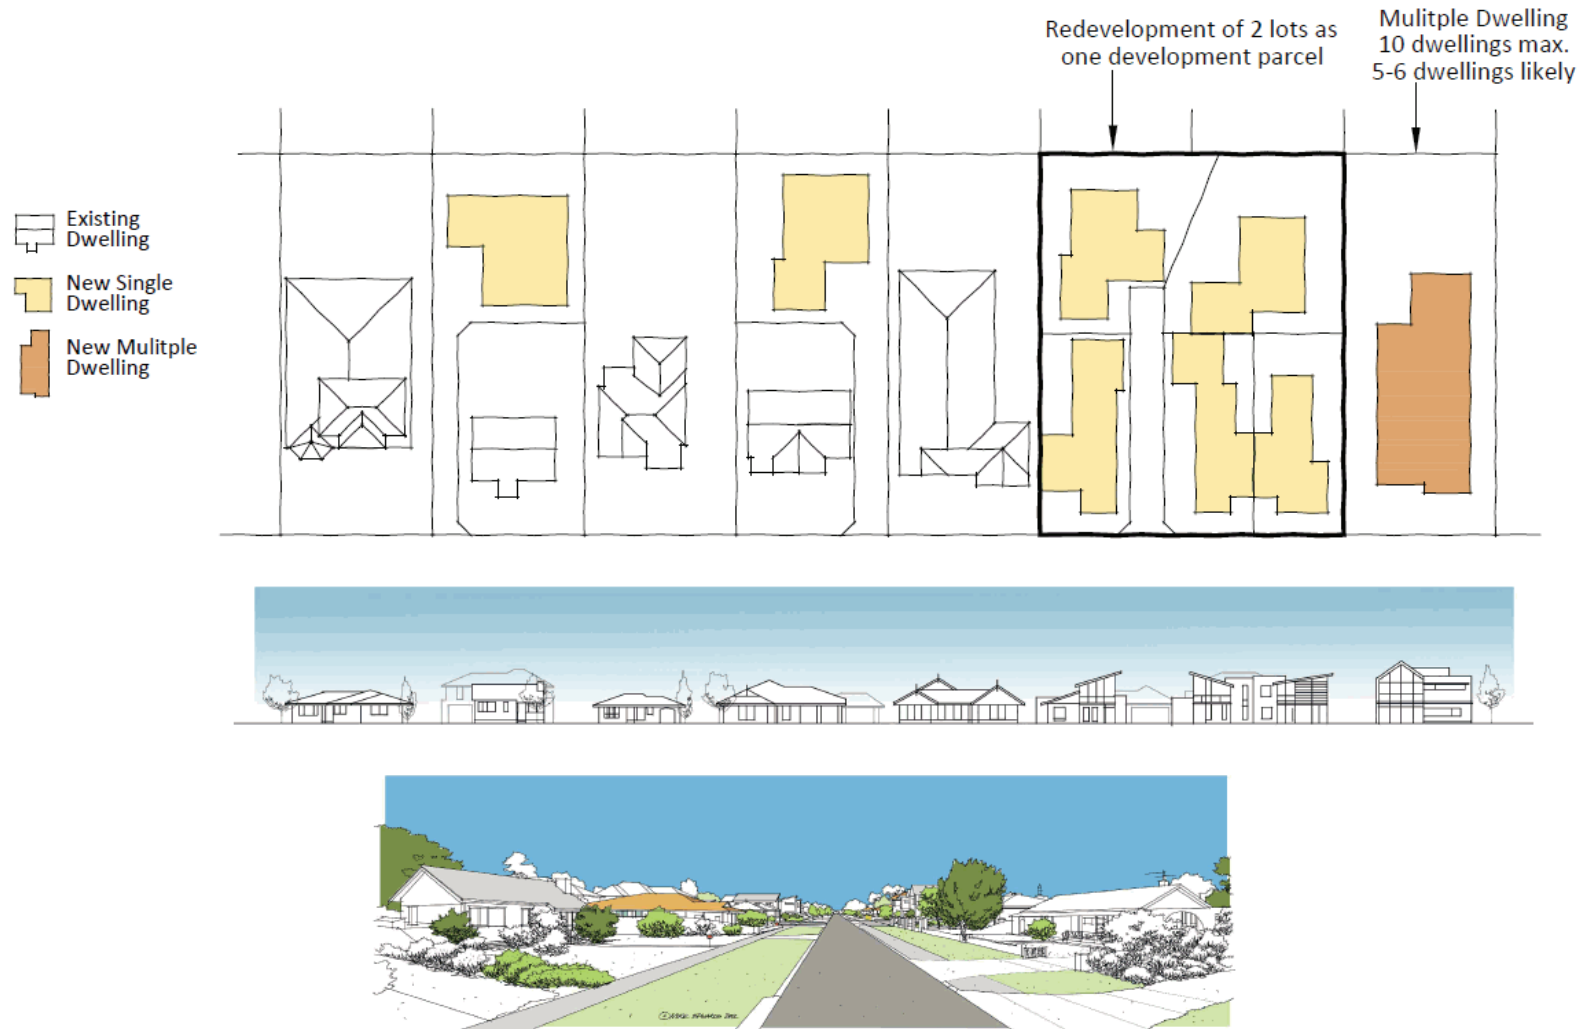 Redevelopment of 2 lots as
one development parcel
Mulitple Dwelling
10 dwellings max.
5-6 dwellings likely
Existing
Dwelling
New Single
Dwelling
New Mulitple
Dwelling